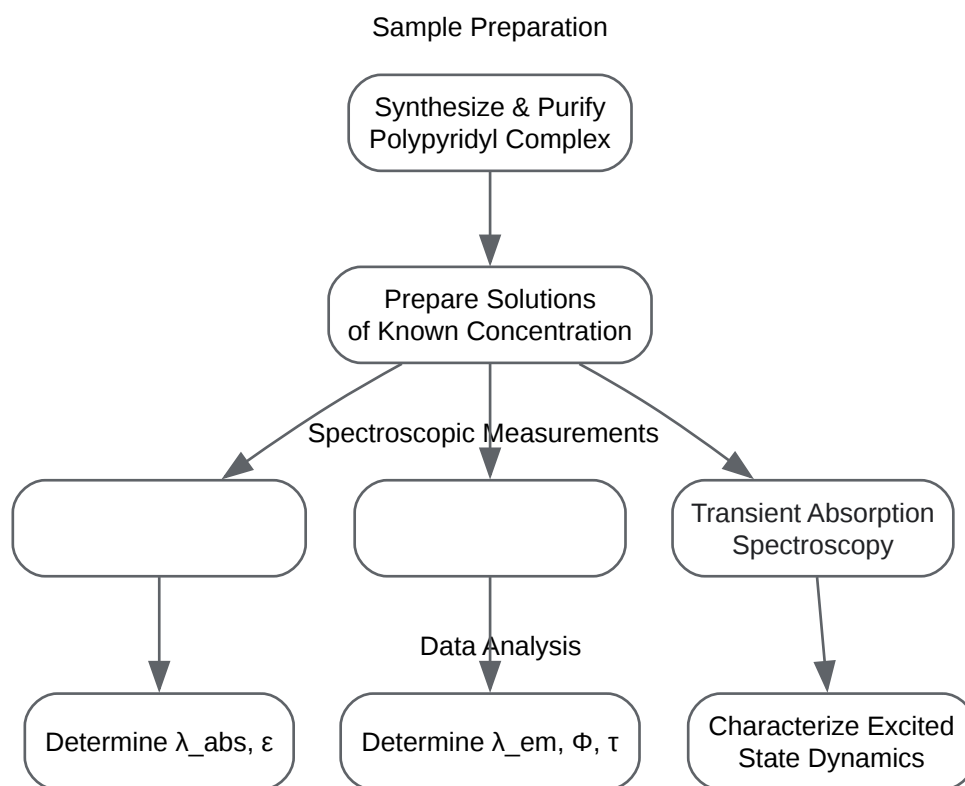 Sample Preparation
Synthesize & Purify
Polypyridyl Complex
Prepare Solutions
of Known Concentration
Spectroscopic Measurements
Transient Absorption
Spectroscopy
Data Analysis
Determine λ_abs, ε
Determine λ_em, Φ, τ
Characterize Excited
State Dynamics